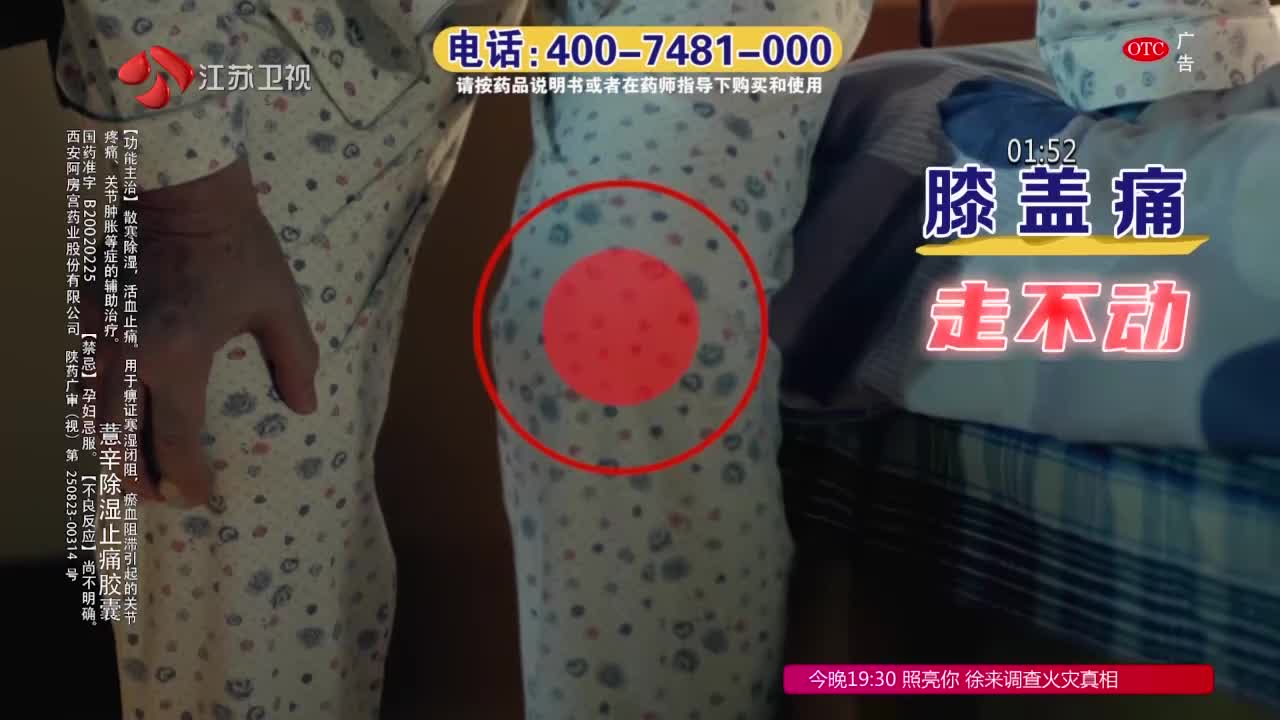 江苏卫视
电话:400-7481-000
请按药品说明书或者在药师指导下购买和使用
OTC
广告
01:52
膝盖痛
走不动
【功能主治】散寒除湿,活血止痛。用于痹证寒湿闭阻,瘀血阻滞引起的关节
疼痛、关节肿胀等症的辅助治疗。
薏辛除湿止痛胶囊
国药准字 B20020225 【禁忌】孕妇忌服。【不良反应】尚不明确。
西安阿房宫药业股份有限公司 陕药广审(视)第 250823-00314 号
今晚19:30 照亮你 徐来调查火灾真相